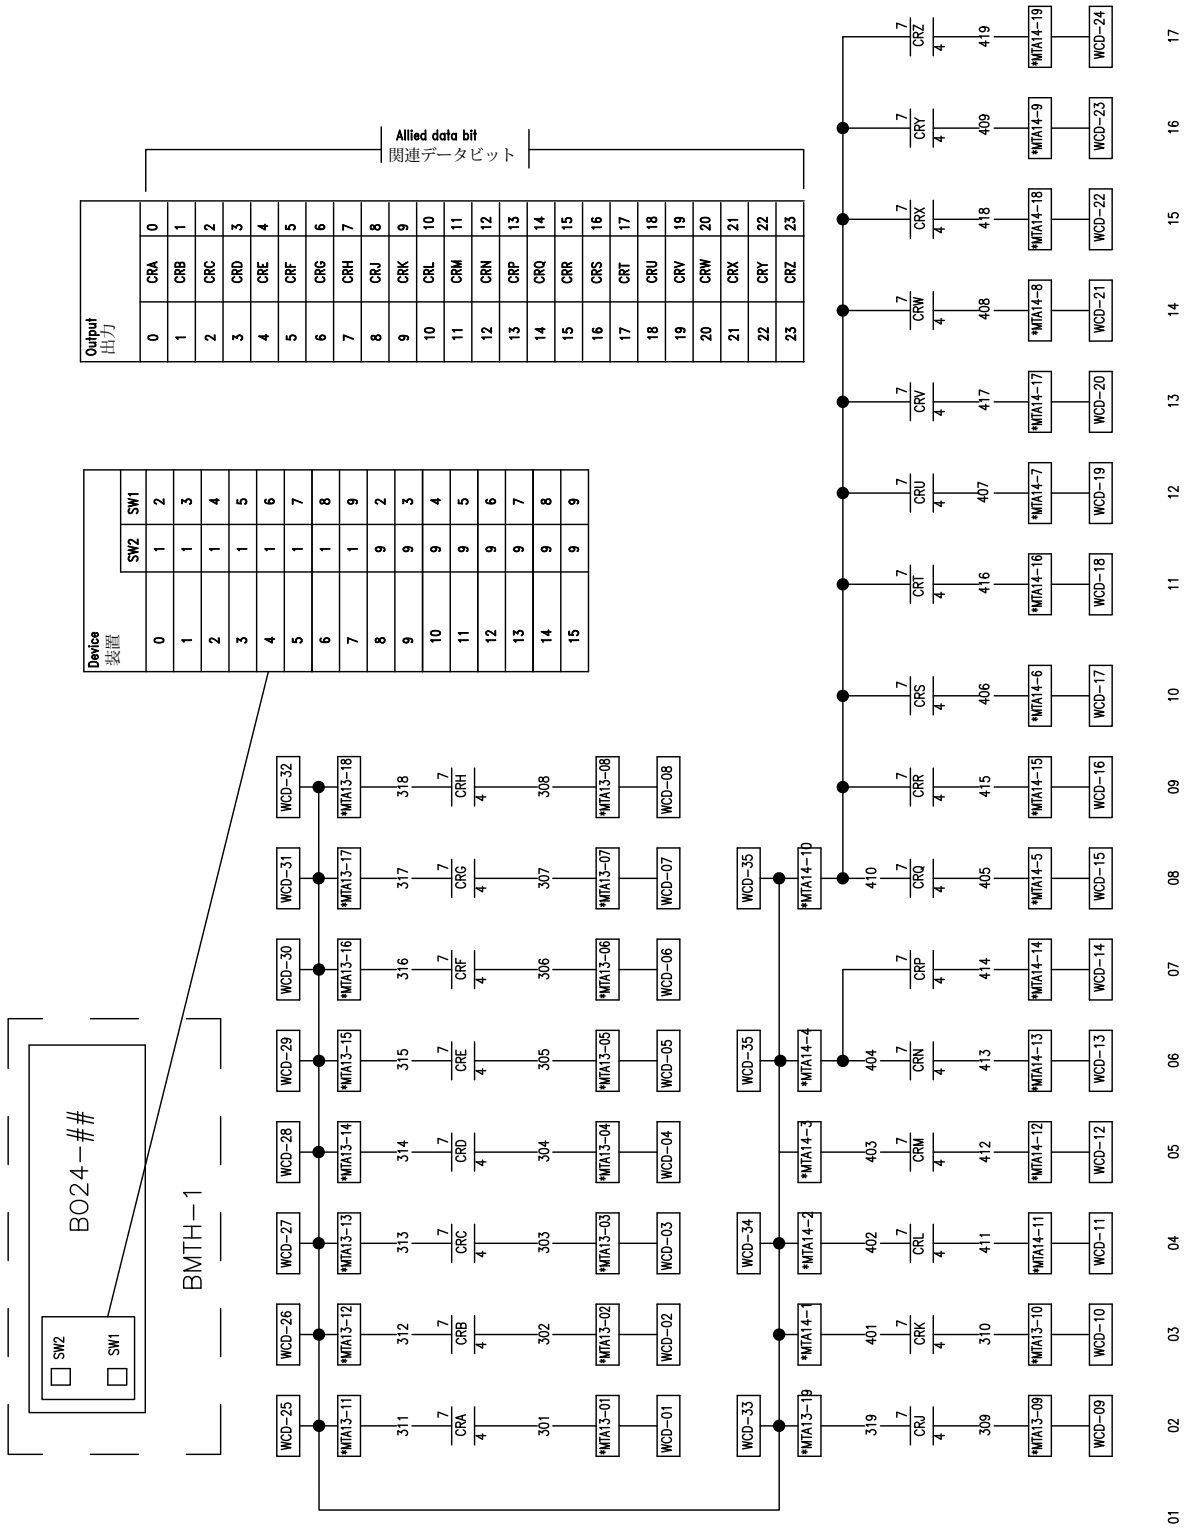 BO24-##
SW2
SW1
BMTH-1
Device
装置
SW2 SW1
0 1 2
1 1 3
2 1 4
3 1 5
4 1 6
5 1 7
6 1 8
7 1 9
8 9 2
9 9 3
10 9 4
11 9 5
12 9 6
13 9 7
14 9 8
15 9 9
Output
出力
Allied data bit
関連データビット
0 CRA 0
1 CRB 1
2 CRC 2
3 CRD 3
4 CRE 4
5 CRF 5
6 CRG 6
7 CRH 7
8 CRJ 8
9 CRK 9
10 CRL 10
11 CRM 11
12 CRN 12
13 CRP 13
14 CRQ 14
15 CRR 15
16 CRS 16
17 CRT 17
18 CRU 18
19 CRV 19
20 CRW 20
21 CRX 21
22 CRY 22
23 CRZ 23
WCD-25 WCD-26 WCD-27 WCD-28 WCD-29 WCD-30 WCD-31 WCD-32
*MTA13-11 *MTA13-12 *MTA13-13 *MTA13-14 *MTA13-15 *MTA13-16 *MTA13-17 *MTA13-18
311 312 313 314 315 316 317 318
7 7 7 7 7 7 7 7
CRA CRB CRC CRD CRE CRF CRG CRH
4 4 4 4 4 4 4 4
301 302 303 304 305 306 307 308
*MTA13-01 *MTA13-02 *MTA13-03 *MTA13-04 *MTA13-05 *MTA13-06 *MTA13-07 *MTA13-08
WCD-01 WCD-02 WCD-03 WCD-04 WCD-05 WCD-06 WCD-07 WCD-08
WCD-33 WCD-34 WCD-35 WCD-35
*MTA13-19 *MTA14-1 *MTA14-2 *MTA14-3 *MTA14-4 *MTA14-10
319 401 402 403 404 410
7 7 7 7 7 7 7 7 7 7 7 7 7 7 7 7
CRJ CRK CRL CRM CRN CRP CRQ CRR CRS CRT CRU CRV CRW CRX CRY CRZ
4 4 4 4 4 4 4 4 4 4 4 4 4 4 4 4
309 310 411 412 413 414 405 415 406 416 407 417 408 418 409 419
*MTA13-09 *MTA13-10 *MTA14-11 *MTA14-12 *MTA14-13 *MTA14-14 *MTA14-5 *MTA14-15 *MTA14-6 *MTA14-16 *MTA14-7 *MTA14-17 *MTA14-8 *MTA14-18 *MTA14-9 *MTA14-19
WCD-09 WCD-10 WCD-11 WCD-12 WCD-13 WCD-14 WCD-15 WCD-16 WCD-17 WCD-18 WCD-19 WCD-20 WCD-21 WCD-22 WCD-23 WCD-24
01 02 03 04 05 06 07 08 09 10 11 12 13 14 15 16 17